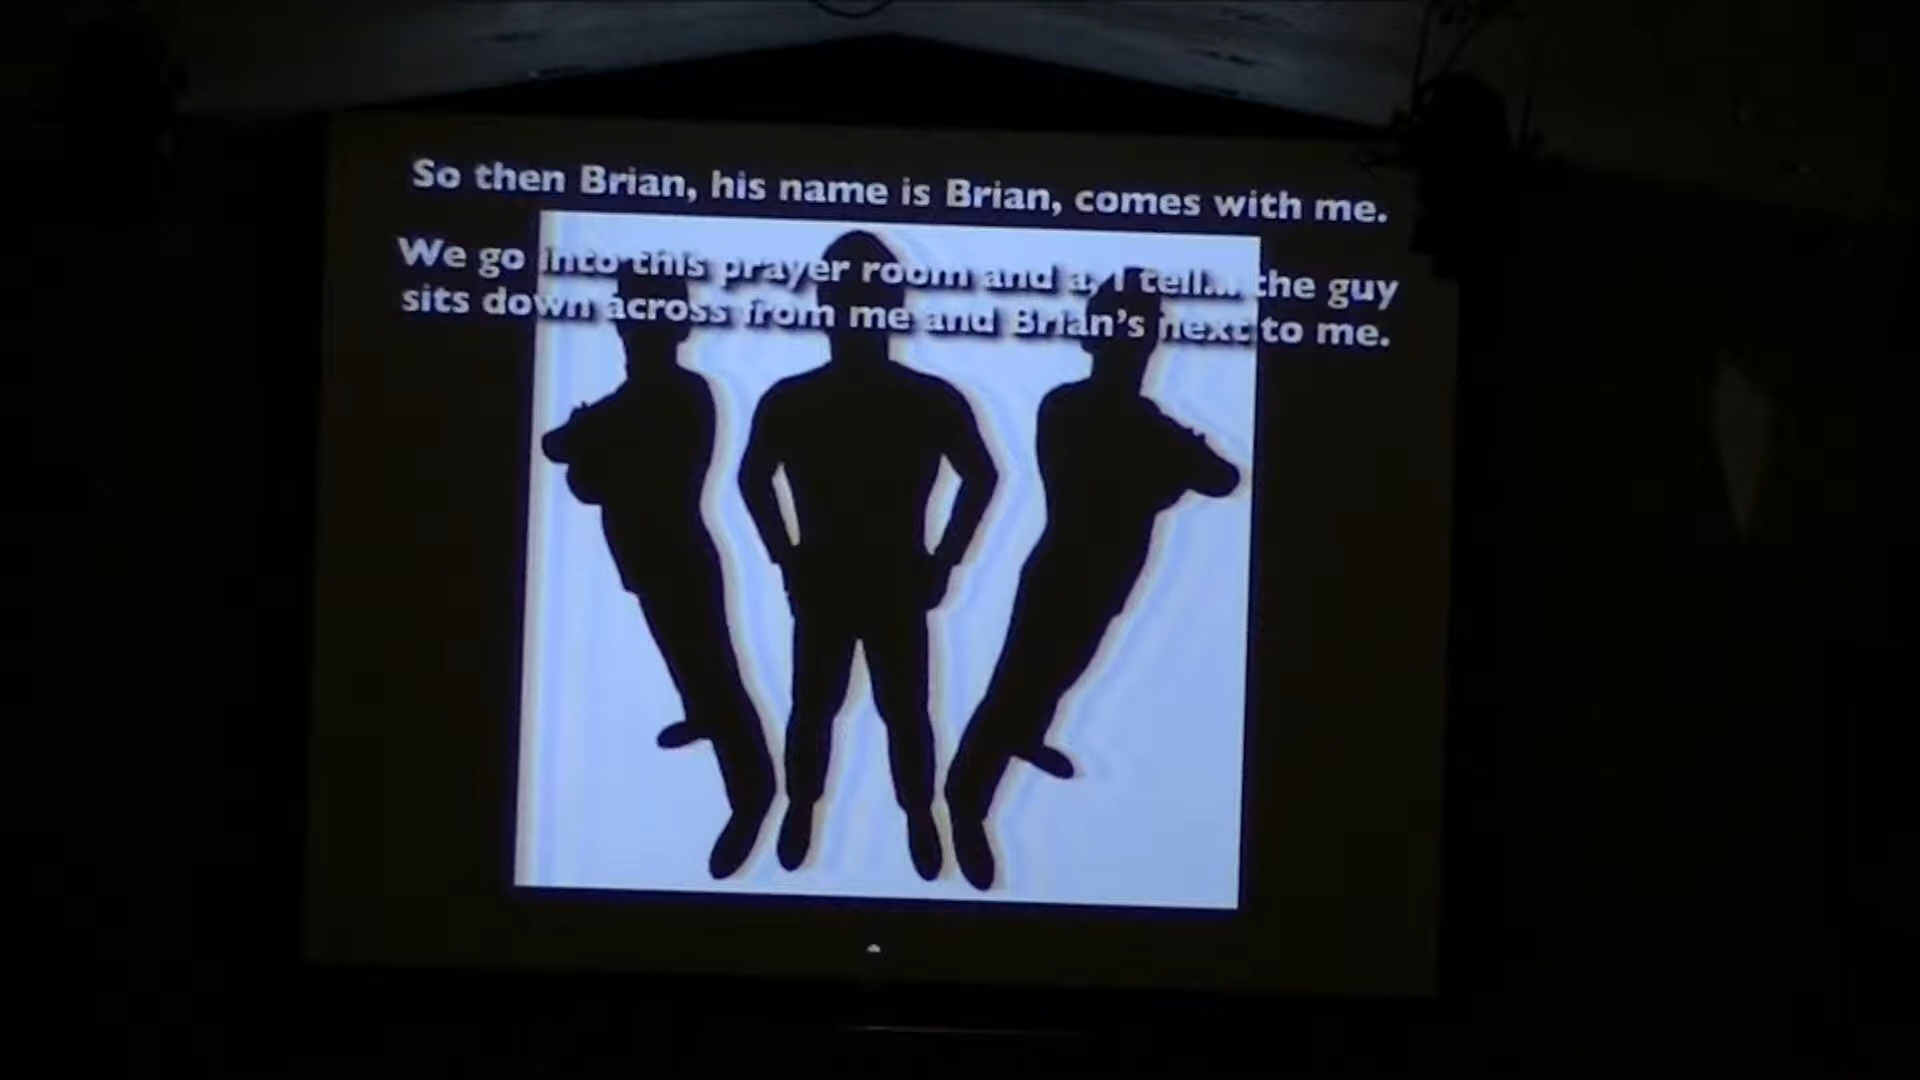 So then Brian, his name is Brian, comes with me.
We go into this prayer room and a, I tell... the guy
sits down across from me and Brian's next to me.